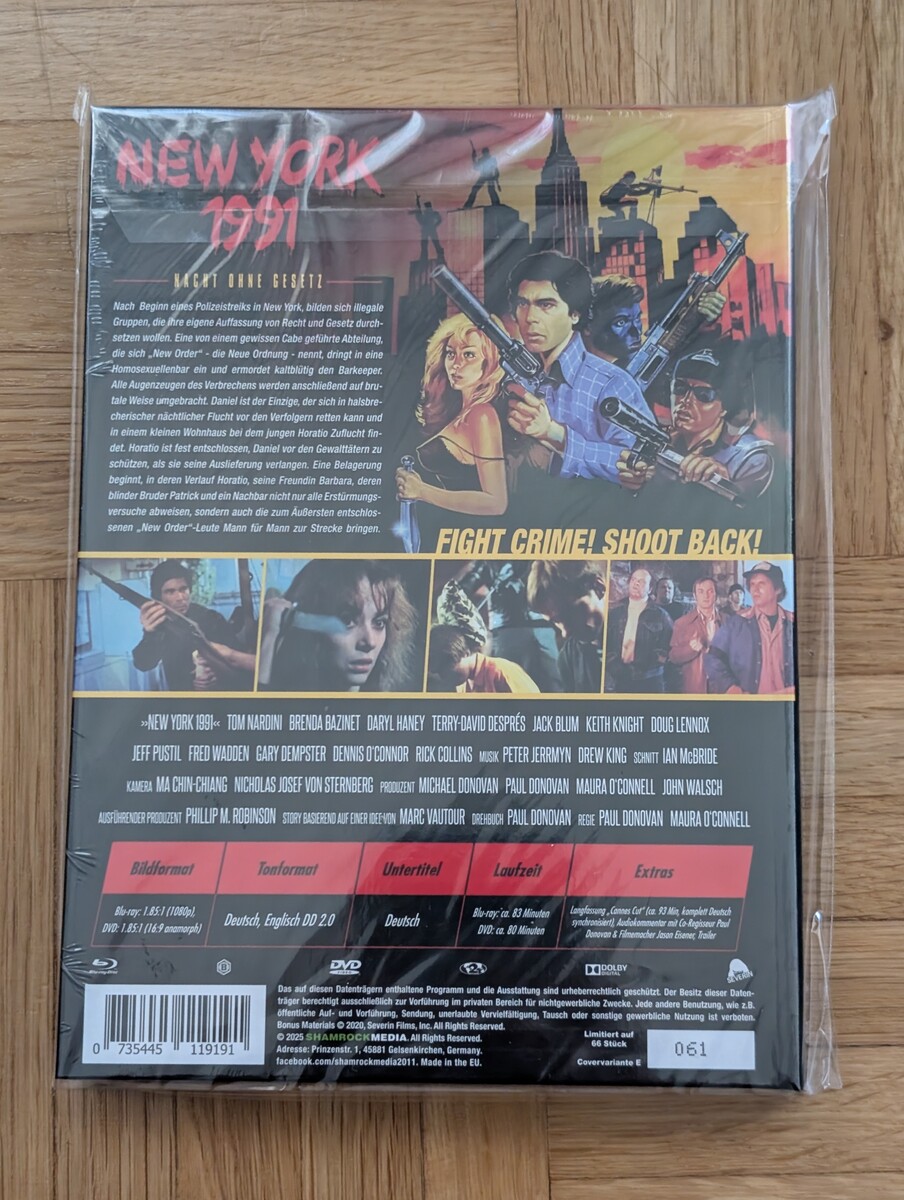 NEW YORK
1991
NACHT OHNE GESETZ
Nach Beginn eines Polizeistreiks in New York, bilden sich illegale
Gruppen, die ihre eigene Auffassung von Recht und Gesetz durch-
setzen wollen. Eine von einem gewissen Cabe geführte Abteilung,
die sich „New Order“ - die Neue Ordnung - nennt, dringt in eine
Homosexuellenbar ein und ermordet kaltblütig den Barkeeper.
Alle Augenzeugen des Verbrechens werden anschließend auf bru-
tale Weise umgebracht. Daniel ist der Einzige, der sich in halsbre-
cherischer nächtlicher Flucht vor den Verfolgern retten kann und
in einem kleinen Wohnhaus bei dem jungen Horatio Zuflucht fin-
det. Horatio ist fest entschlossen, Daniel vor den Gewalttätern zu
schützen, als sie seine Auslieferung verlangen. Eine Belagerung
beginnt, in deren Verlauf Horatio, seine Freundin Barbara, deren
blinder Bruder Patrick und ein Nachbar nicht nur alle Erstürmungs-
versuche abweisen, sondern auch die zum Äußersten entschlos-
senen „New Order“-Leute Mann für Mann zur Strecke bringen.
FIGHT CRIME! SHOOT BACK!
»NEW YORK 1991« TOM NARDINI BRENDA BAZINET DARYL HANEY TERRY-DAVID DESPRÉS JACK BLUM KEITH KNIGHT DOUG LENNOX
JEFF PUSTIL FRED WADDEN GARY DEMPSTER DENNIS O'CONNOR RICK COLLINS MUSIK PETER JERRMYN DREW KING SCHNITT IAN McBRIDE
KAMERA MA CHIN-CHIANG NICHOLAS JOSEF VON STERNBERG PRODUZENT MICHAEL DONOVAN PAUL DONOVAN MAURA O'CONNELL JOHN WALSCH
AUSFÜHRENDER PRODUZENT PHILLIP M. ROBINSON STORY BASIEREND AUF EINER IDEE VON MARC VAUTOUR DREHBUCH PAUL DONOVAN REGIE PAUL DONOVAN MAURA O'CONNELL
Bildformat Tonformat Untertitel Laufzeit Extras
Blu-ray: 1.85:1 (1080p),
DVD: 1.85:1 (16:9 anamorph)
Deutsch, Englisch DD 2.0
Deutsch
Blu-ray: ca. 83 Minuten
DVD: ca. 80 Minuten
Langfassung „Cannes Cut“ (ca. 93 Min, komplett Deutsch
synchronisiert), Audiokommentar mit Co-Regisseur Paul
Donovan & Filmemacher Jason Eisener, Trailer
Blu-ray Disc
B
DVD
VIDEO
2
DOLBY
DIGITAL
SEVERIN
Das auf diesen Datenträgern enthaltene Programm und die Ausstattung sind urheberrechtlich geschützt. Der Besitz dieser Daten-
träger berechtigt ausschließlich zur Vorführung im privaten Bereich für nichtgewerbliche Zwecke. Jede andere Benutzung, wie z.B.
öffentliche Auf- und Vorführung, Sendung, unerlaubte Vervielfältigung, Tausch oder sonstige gewerbliche Nutzung ist verboten.
Bonus Materials © 2020, Severin Films, Inc. All Rights Reserved.
© 2025 SHAMROCKMEDIA. All Rights Reserved.
Adresse: Prinzenstr. 1, 45881 Gelsenkirchen, Germany.
facebook.com/shamrockmedia2011. Made in the EU.
0 735445 119191
Limitiert auf
66 Stück
Covervariante E
061